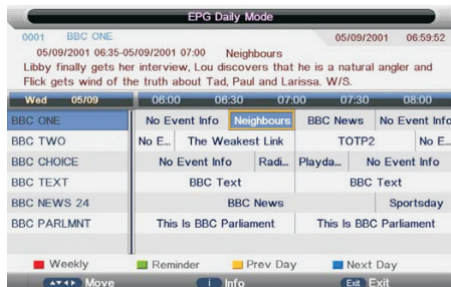 EPG Daily Mode
0001 BBC ONE 05/09/2001 06:59:52
05/09/2001 06:35-05/09/2001 07:00 Neighbours
Libby finally gets her interview, Lou discovers that he is a natural angler and
Flick gets wind of the truth about Tad, Paul and Larissa. W/S.
Wed 05/09 06:00 06:30 07:00 07:30 08:00
BBC ONE No Event Info Neighbours BBC News No Event Info
BBC TWO No E... The Weakest Link TOTP2 No E...
BBC CHOICE No Event Info Radi... Playda... No Event Info
BBC TEXT BBC Text BBC Text
BBC NEWS 24 BBC News Sportsday
BBC PARLMNT This Is BBC Parliament This Is BBC Parliament
Weekly Reminder Prev Day Next Day
Move i Info Exit Exit